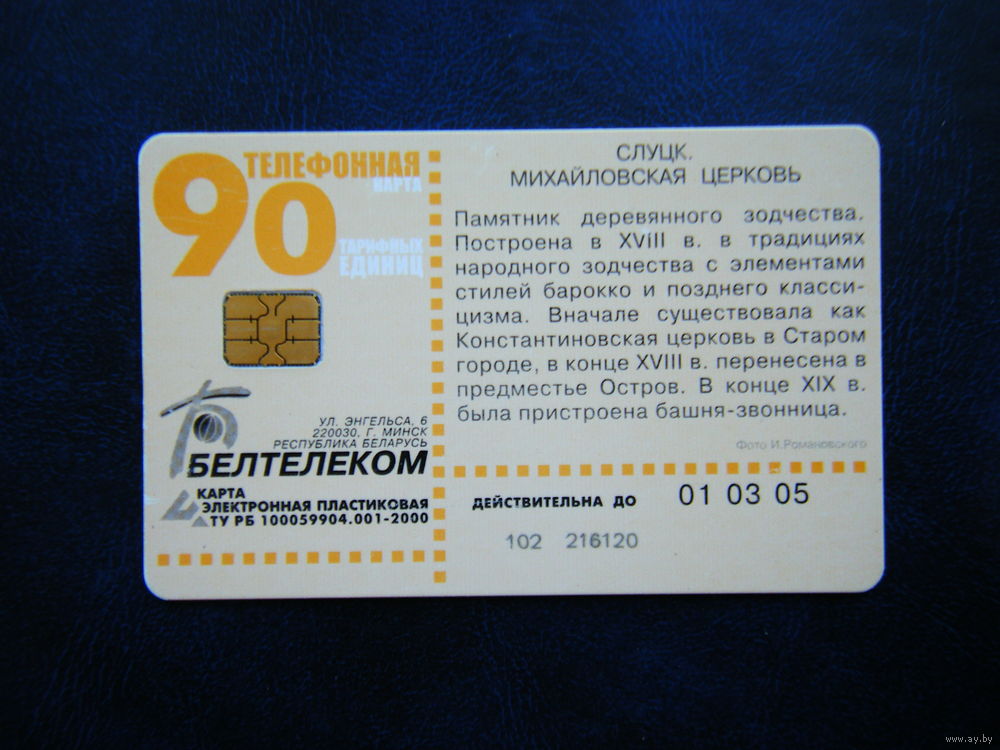 90
ТЕЛЕФОННАЯ
КАРТА
ТАРИФНЫХ
ЕДИНИЦ
УЛ. ЭНГЕЛЬСА, 6
220030, Г. МИНСК
РЕСПУБЛИКА БЕЛАРУСЬ
БЕЛТЕЛЕКОМ
КАРТА
ЭЛЕКТРОННАЯ ПЛАСТИКОВАЯ
ТУ РБ 100059904.001-2000
СЛУЦК.
МИХАЙЛОВСКАЯ ЦЕРКОВЬ
Памятник деревянного зодчества.
Построена в XVIII в. в традициях
народного зодчества с элементами
стилей барокко и позднего класси-
цизма. Вначале существовала как
Константиновская церковь в Старом
городе, в конце XVIII в. перенесена в
предместье Остров. В конце XIX в.
была пристроена башня-звонница.
Фото И.Романовского
ДЕЙСТВИТЕЛЬНА ДО 01 03 05
102 216120
www.ay.by